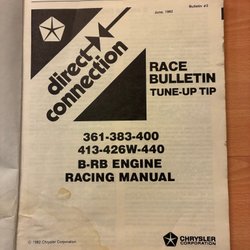 June, 1982
Bulletin #3
direct
connection
RACE
BULLETIN
TUNE-UP TIP
361-383-400
413-426W-440
B-RB ENGINE
RACING MANUAL
© 1982 Chrysler Corporation
CHRYSLER
CORPORATION